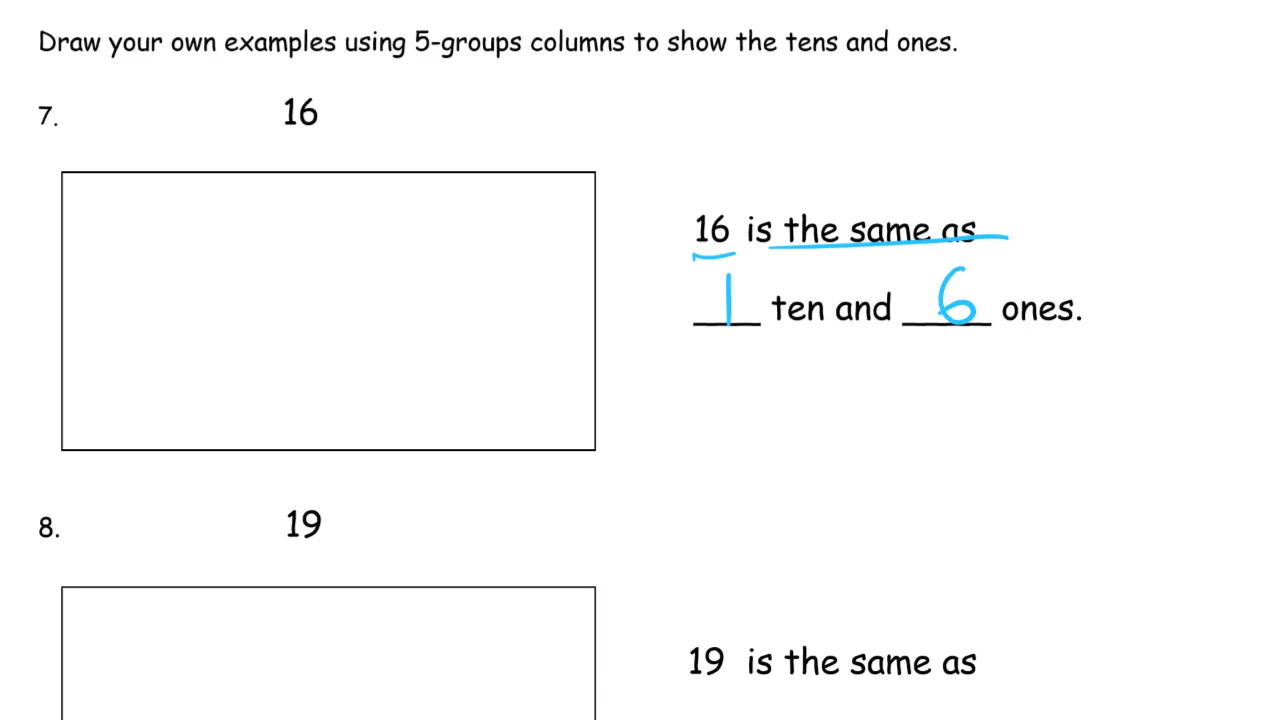 Draw your own examples using 5-groups columns to show the tens and ones.
7. 16
16 is the same as
1 ten and 6 ones.
8. 19
19 is the same as